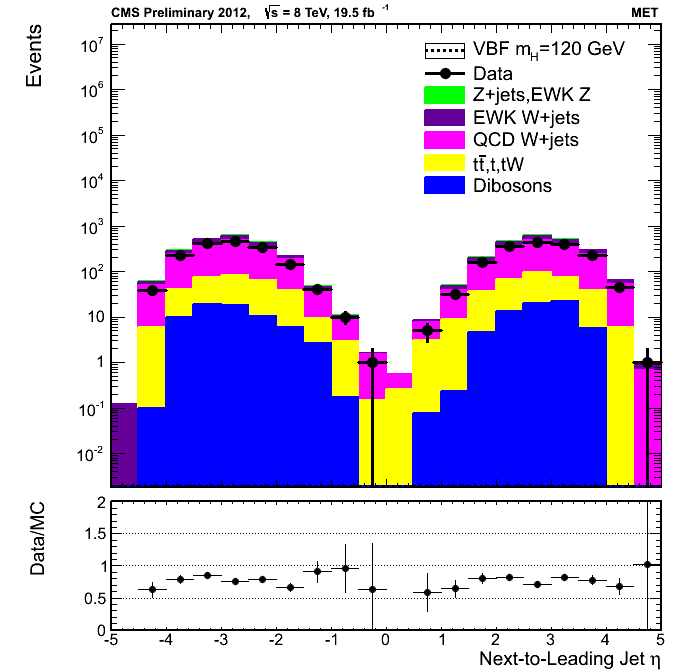 CMS Preliminary 2012, √s = 8 TeV, 19.5 fb⁻¹ MET
Events
10⁷
10⁶
10⁵
10⁴
10³
10²
10
1
10⁻¹
10⁻²
VBF m_H=120 GeV
Data
Z+jets,EWK Z
EWK W+jets
QCD W+jets
tt̄,t,tW
Dibosons
Data/MC
2
1.5
1
0.5
0
-5 -4 -3 -2 -1 0 1 2 3 4 5
Next-to-Leading Jet η